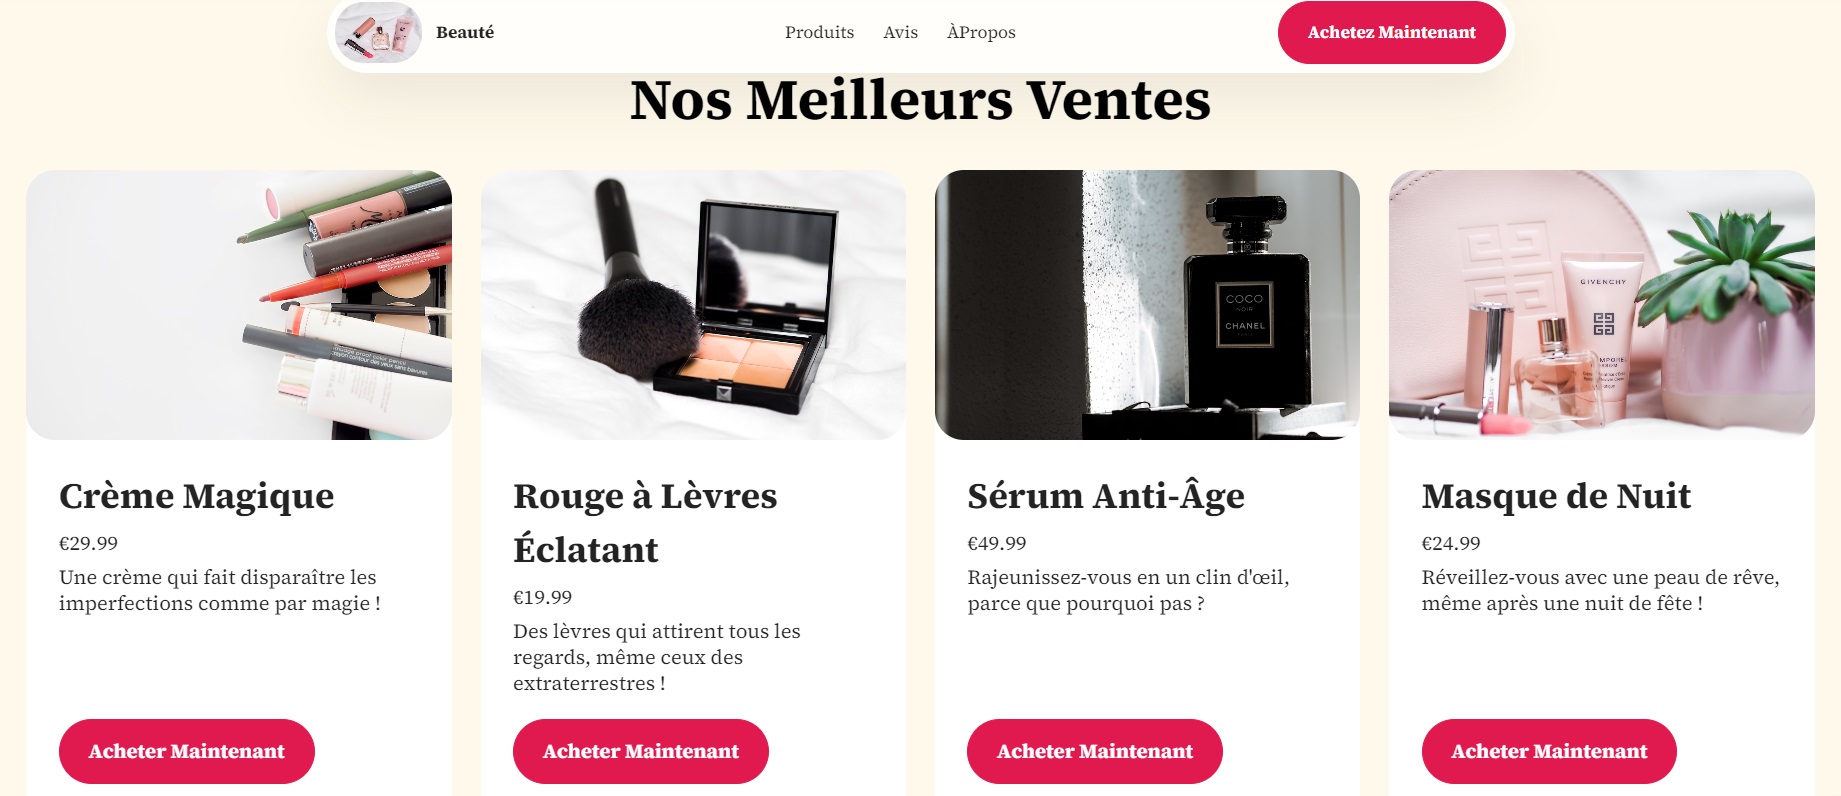 Beauté
Produits
Avis
ÀPropos
Achetez Maintenant
Nos Meilleurs Ventes
COCO
NOIR
CHANEL
PARIS
GIVENCHY
Crème Magique
€29.99
Une crème qui fait disparaître les
imperfections comme par magie !
Acheter Maintenant
Rouge à Lèvres
Éclatant
€19.99
Des lèvres qui attirent tous les
regards, même ceux des
extraterrestres !
Acheter Maintenant
Sérum Anti-Âge
€49.99
Rajeunissez-vous en un clin d'œil,
parce que pourquoi pas ?
Acheter Maintenant
Masque de Nuit
€24.99
Réveillez-vous avec une peau de rêve,
même après une nuit de fête !
Acheter Maintenant